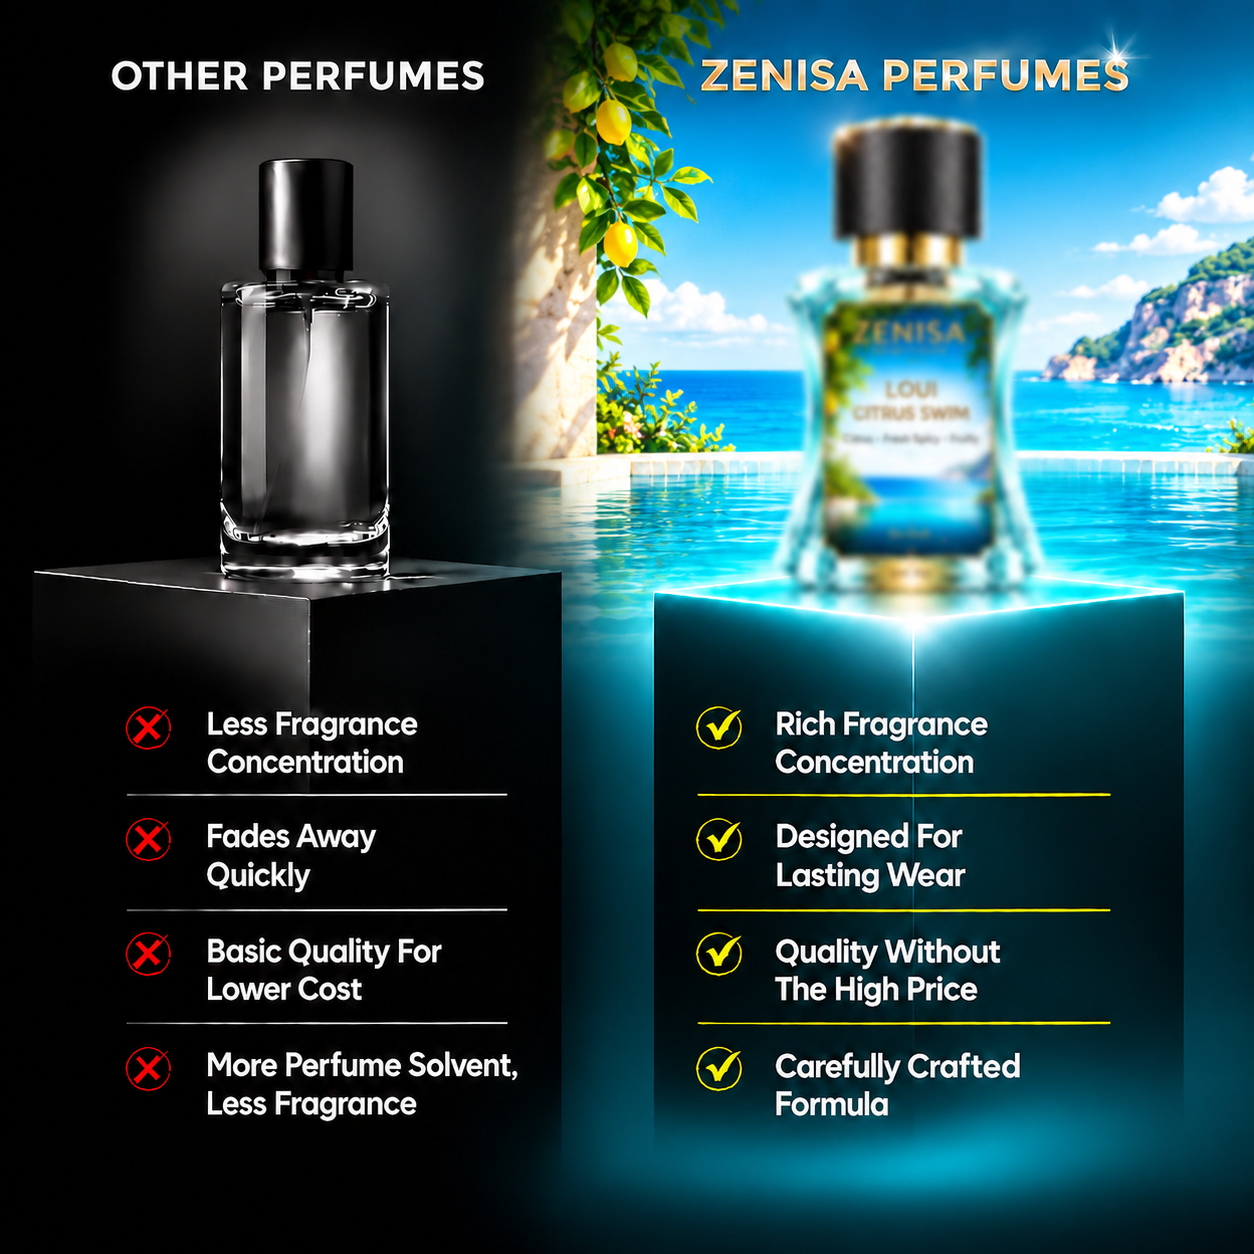 OTHER PERFUMES
ZENISA PERFUMES
ZENISA
LOUI
CITRUS SWIM
Less Fragrance
Concentration
Fades Away
Quickly
Basic Quality For
Lower Cost
More Perfume Solvent,
Less Fragrance
Rich Fragrance
Concentration
Designed For
Lasting Wear
Quality Without
The High Price
Carefully Crafted
Formula